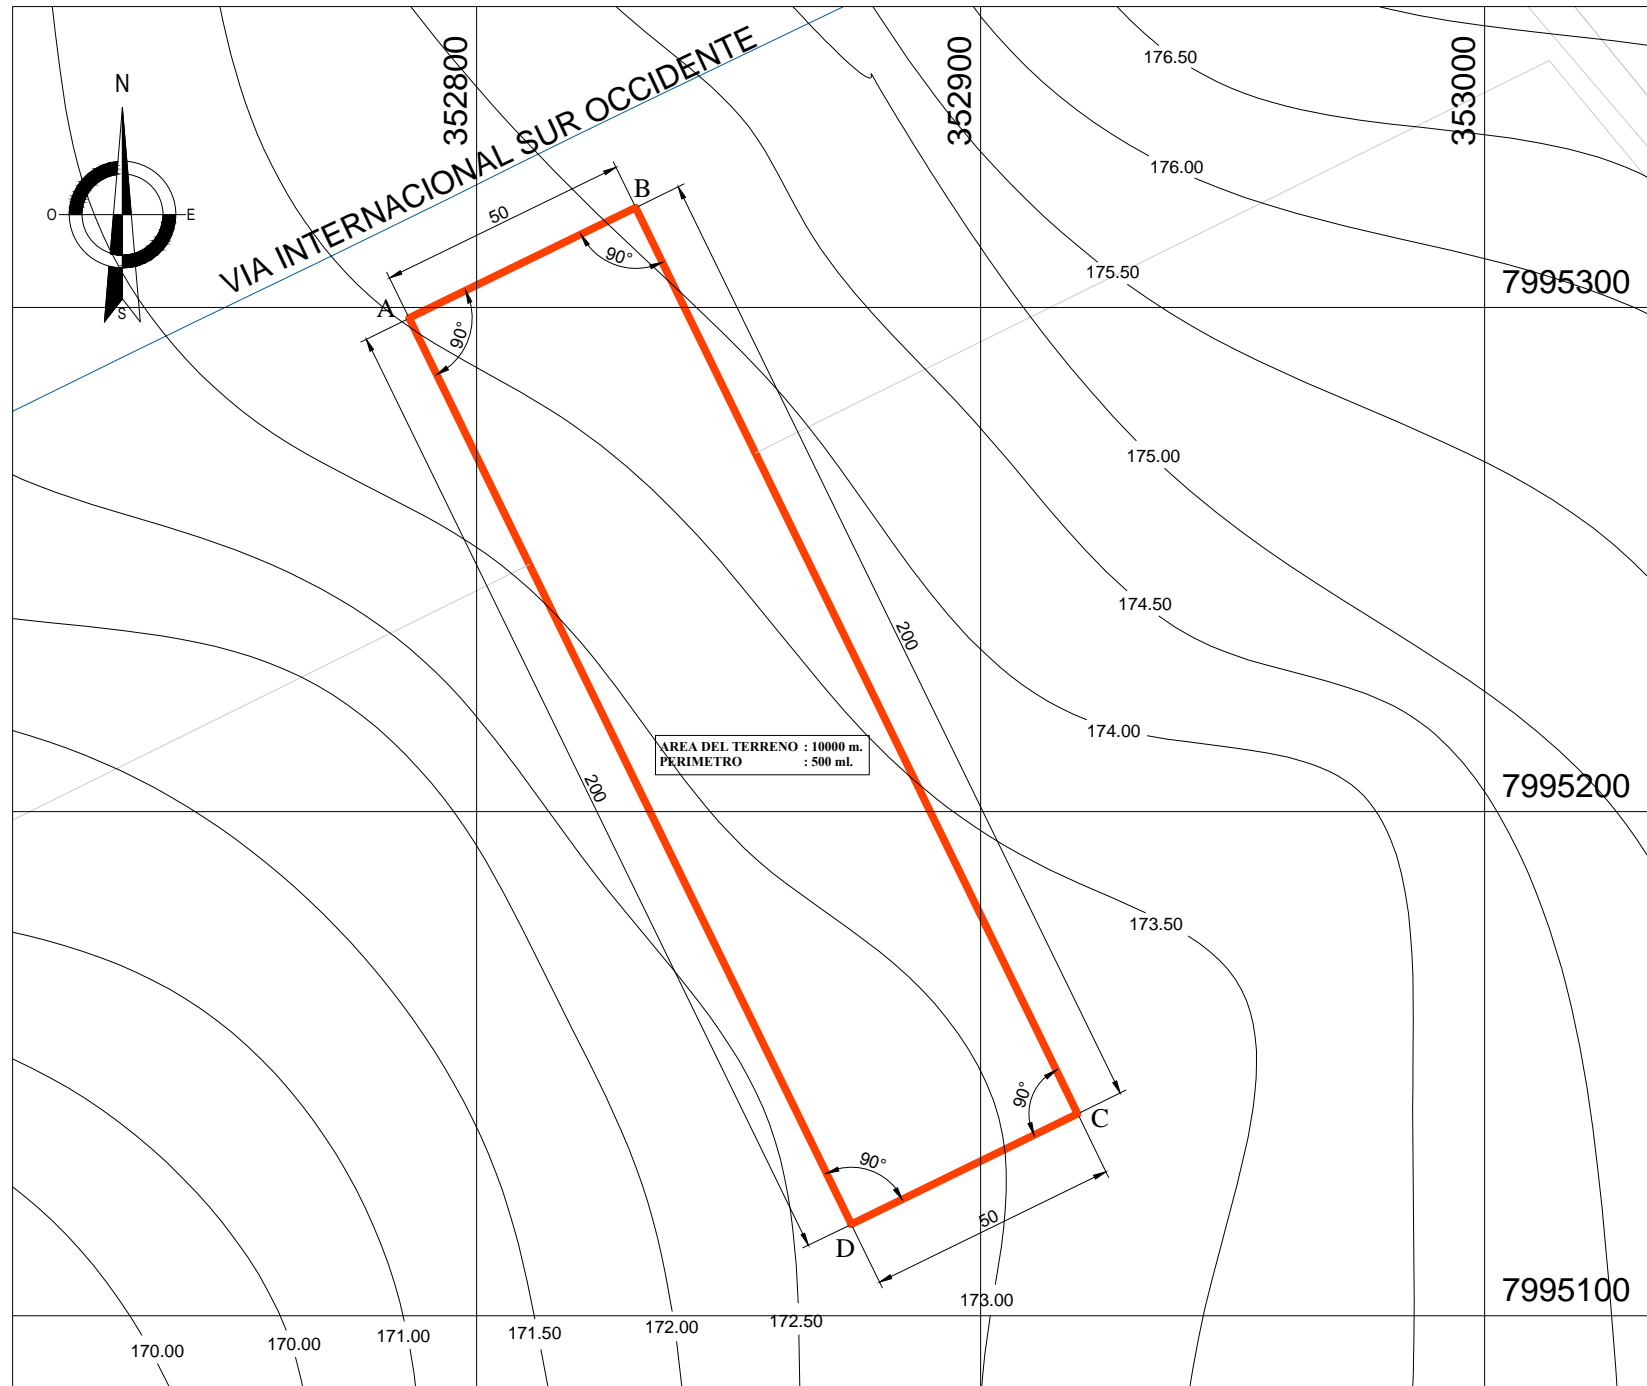 352800
352900
353000
N
O
E
S
VIA INTERNACIONAL SUR OCCIDENTE
176.50
176.00
175.50
50
B
A
90°
90°
7995300
175.00
174.50
200
174.00
AREA DEL TERRENO : 10000 m.
PERIMETRO : 500 ml.
200
7995200
173.50
90°
C
90°
50
D
7995100
173.00
172.50
172.00
171.50
171.00
170.00
170.00